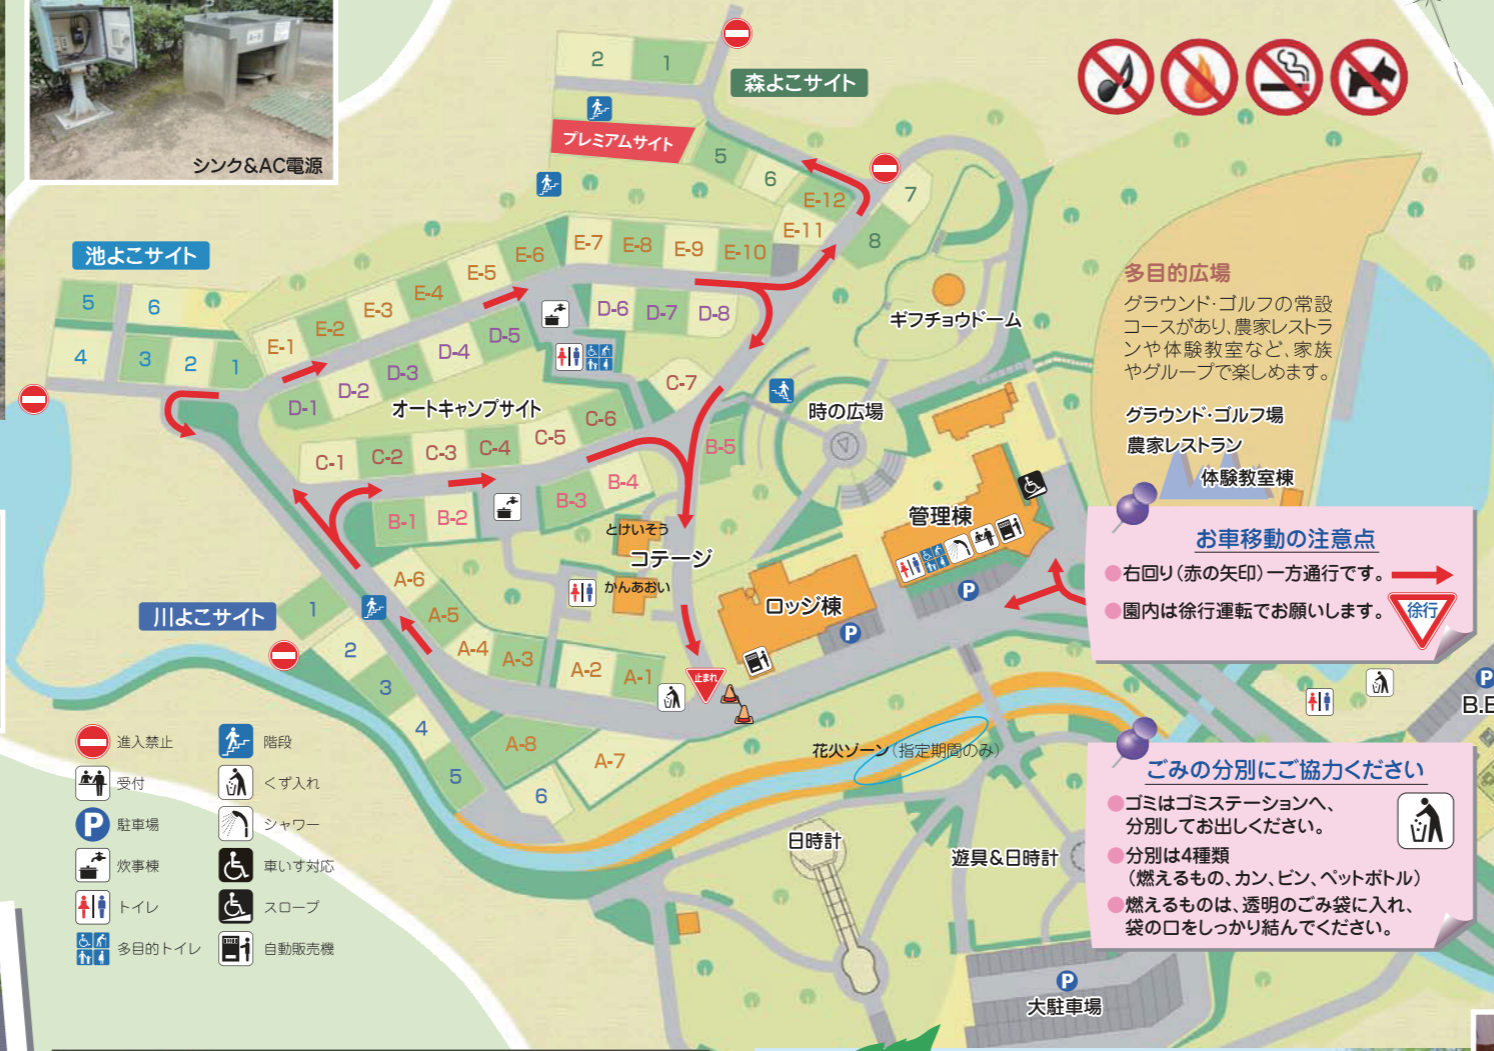 シンク&AC電源
2
1
森よこサイト
プレミアムサイト
5
6
7
8
E-12
E-11
E-10
E-9
E-8
E-7
E-6
E-5
E-4
E-3
E-2
E-1
池よこサイト
5
6
4
3
2
1
D-1
D-2
D-3
D-4
D-5
D-6
D-7
D-8
オートキャンプサイト
C-1
C-2
C-3
C-4
C-5
C-6
C-7
B-1
B-2
B-3
B-4
B-5
ギフチョウドーム
時の広場
多目的広場
グラウンド・ゴルフの常設
コースがあり、農家レストラ
ンや体験教室など、家族
やグループで楽しめます。
グラウンド・ゴルフ場
農家レストラン
体験教室棟
管理棟
P
とけいそう
コテージ
かんあおい
ロッジ棟
P
お車移動の注意点
●右回り(赤の矢印)一方通行です。
●園内は徐行運転でお願いします。
徐行
A-6
A-5
A-4
A-3
A-2
A-1
A-8
A-7
止まれ
川よこサイト
1
2
3
4
5
6
花火ゾーン(指定期間のみ)
P
日時計
遊具&日時計
P
大駐車場
ごみの分別にご協力ください
●ゴミはゴミステーションへ、
分別してお出しください。
●分別は4種類
(燃えるもの、カン、ビン、ペットボトル)
●燃えるものは、透明のごみ袋に入れ、
袋の口をしっかり結んでください。
進入禁止
階段
受付
くず入れ
P
駐車場
シャワー
炊事棟
車いす対応
トイレ
スロープ
多目的トイレ
自動販売機